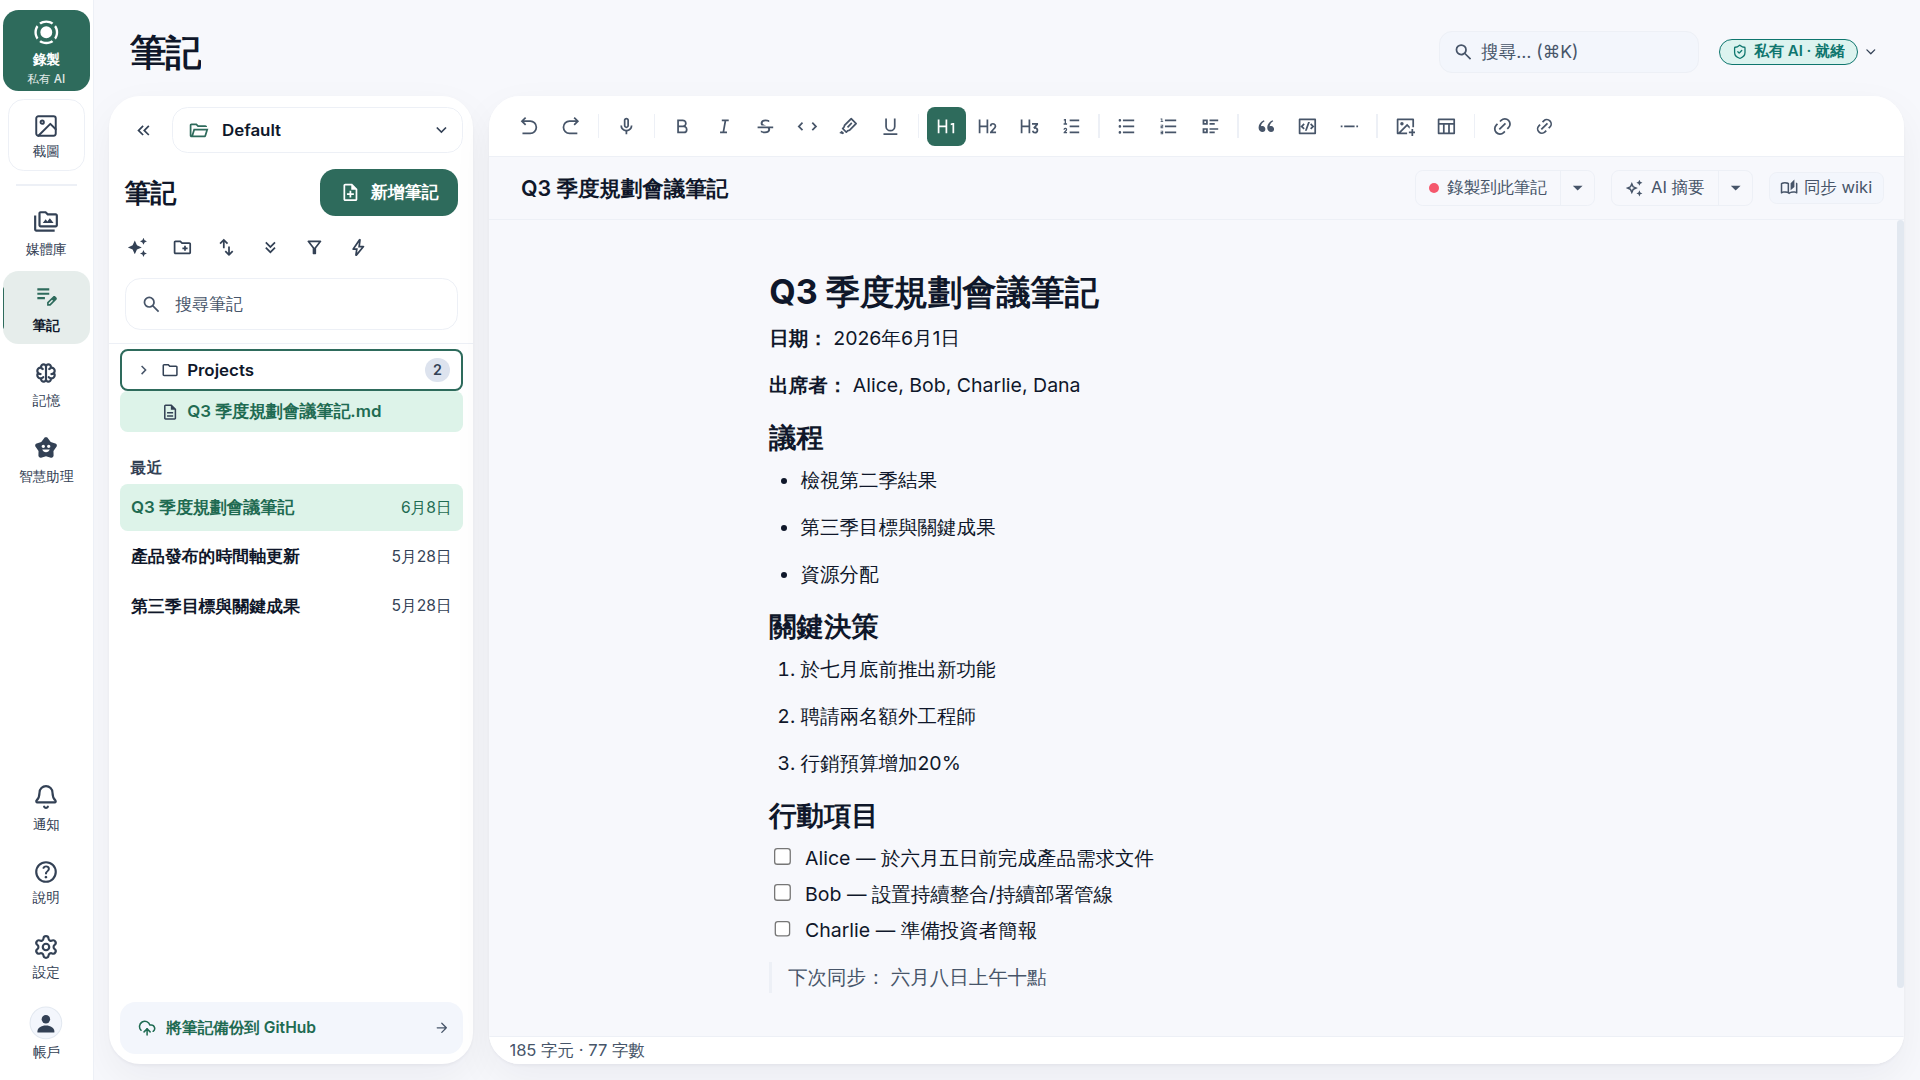 錄製
私有 AI
截圖
媒體庫
筆記
記憶
智慧助理
通知
說明
設定
帳戶
筆記
搜尋... (⌘K)
私有 AI · 就緒
Default
筆記
新增筆記
搜尋筆記
Projects 2
Q3 季度規劃會議筆記.md
最近
Q3 季度規劃會議筆記 6月8日
產品發布的時間軸更新 5月28日
第三季目標與關鍵成果 5月28日
將筆記備份到 GitHub
H1 H2 H3
Q3 季度規劃會議筆記
錄製到此筆記
AI 摘要
同步 wiki
Q3 季度規劃會議筆記
日期： 2026年6月1日
出席者： Alice, Bob, Charlie, Dana
議程
• 檢視第二季結果
• 第三季目標與關鍵成果
• 資源分配
關鍵決策
1. 於七月底前推出新功能
2. 聘請兩名額外工程師
3. 行銷預算增加20%
行動項目
Alice — 於六月五日前完成產品需求文件
Bob — 設置持續整合/持續部署管線
Charlie — 準備投資者簡報
下次同步： 六月八日上午十點
185 字元 · 77 字數